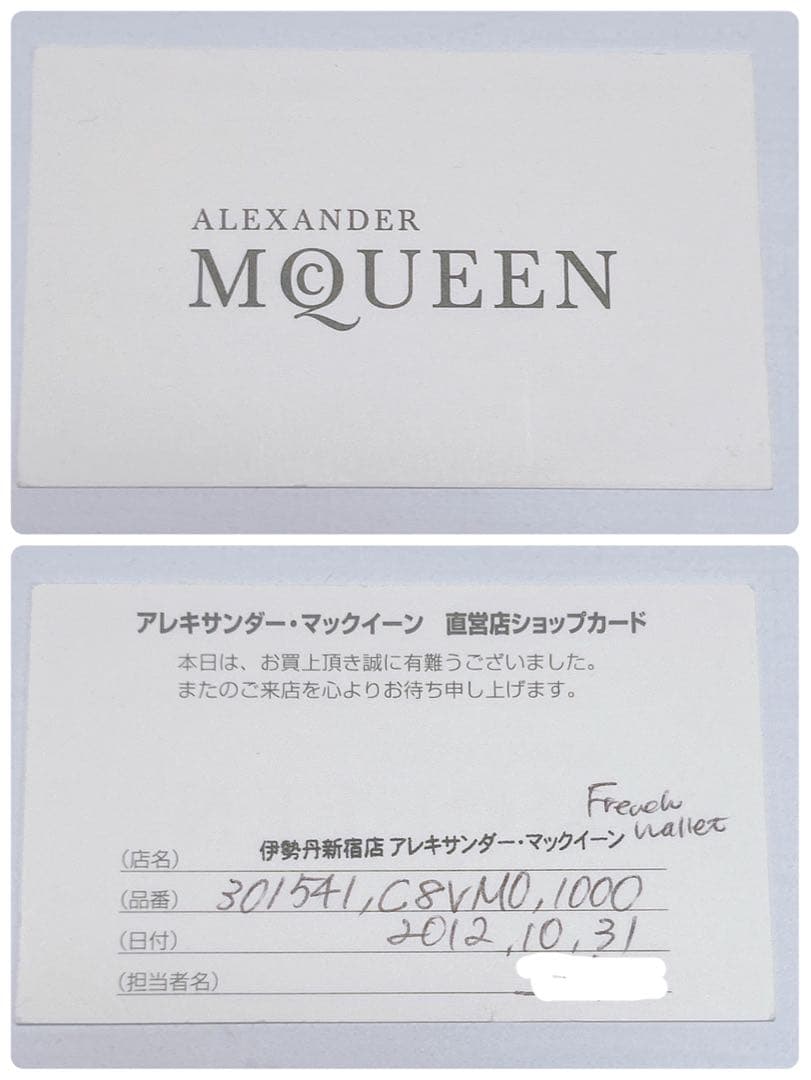 ALEXANDER
McQUEEN
アレキサンダー・マックイーン 直営店ショップカード
本日は、お買上頂き誠に有難うございました。
またのご来店を心よりお待ち申し上げます。
French
wallet
(店名) 伊勢丹新宿店 アレキサンダー・マックイーン
(品番) 301541, C8VM0, 1000
(日付) 2012, 10, 31
(担当者名)